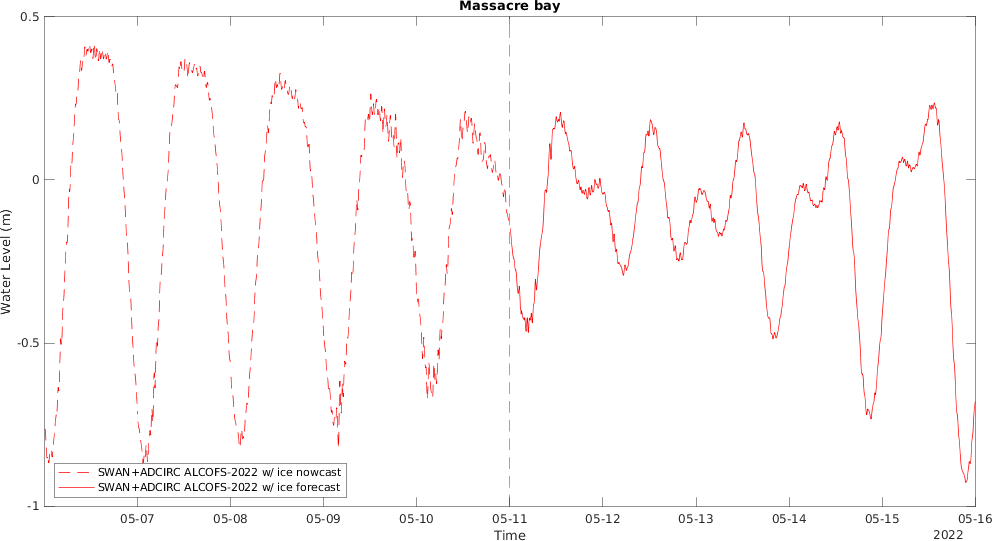 Massacre bay
0.5
0
-0.5
-1
Water Level (m)
SWAN+ADCIRC ALCOFS-2022 w/ ice nowcast
SWAN+ADCIRC ALCOFS-2022 w/ ice forecast
05-07 05-08 05-09 05-10 05-11 05-12 05-13 05-14 05-15 05-16
Time
2022